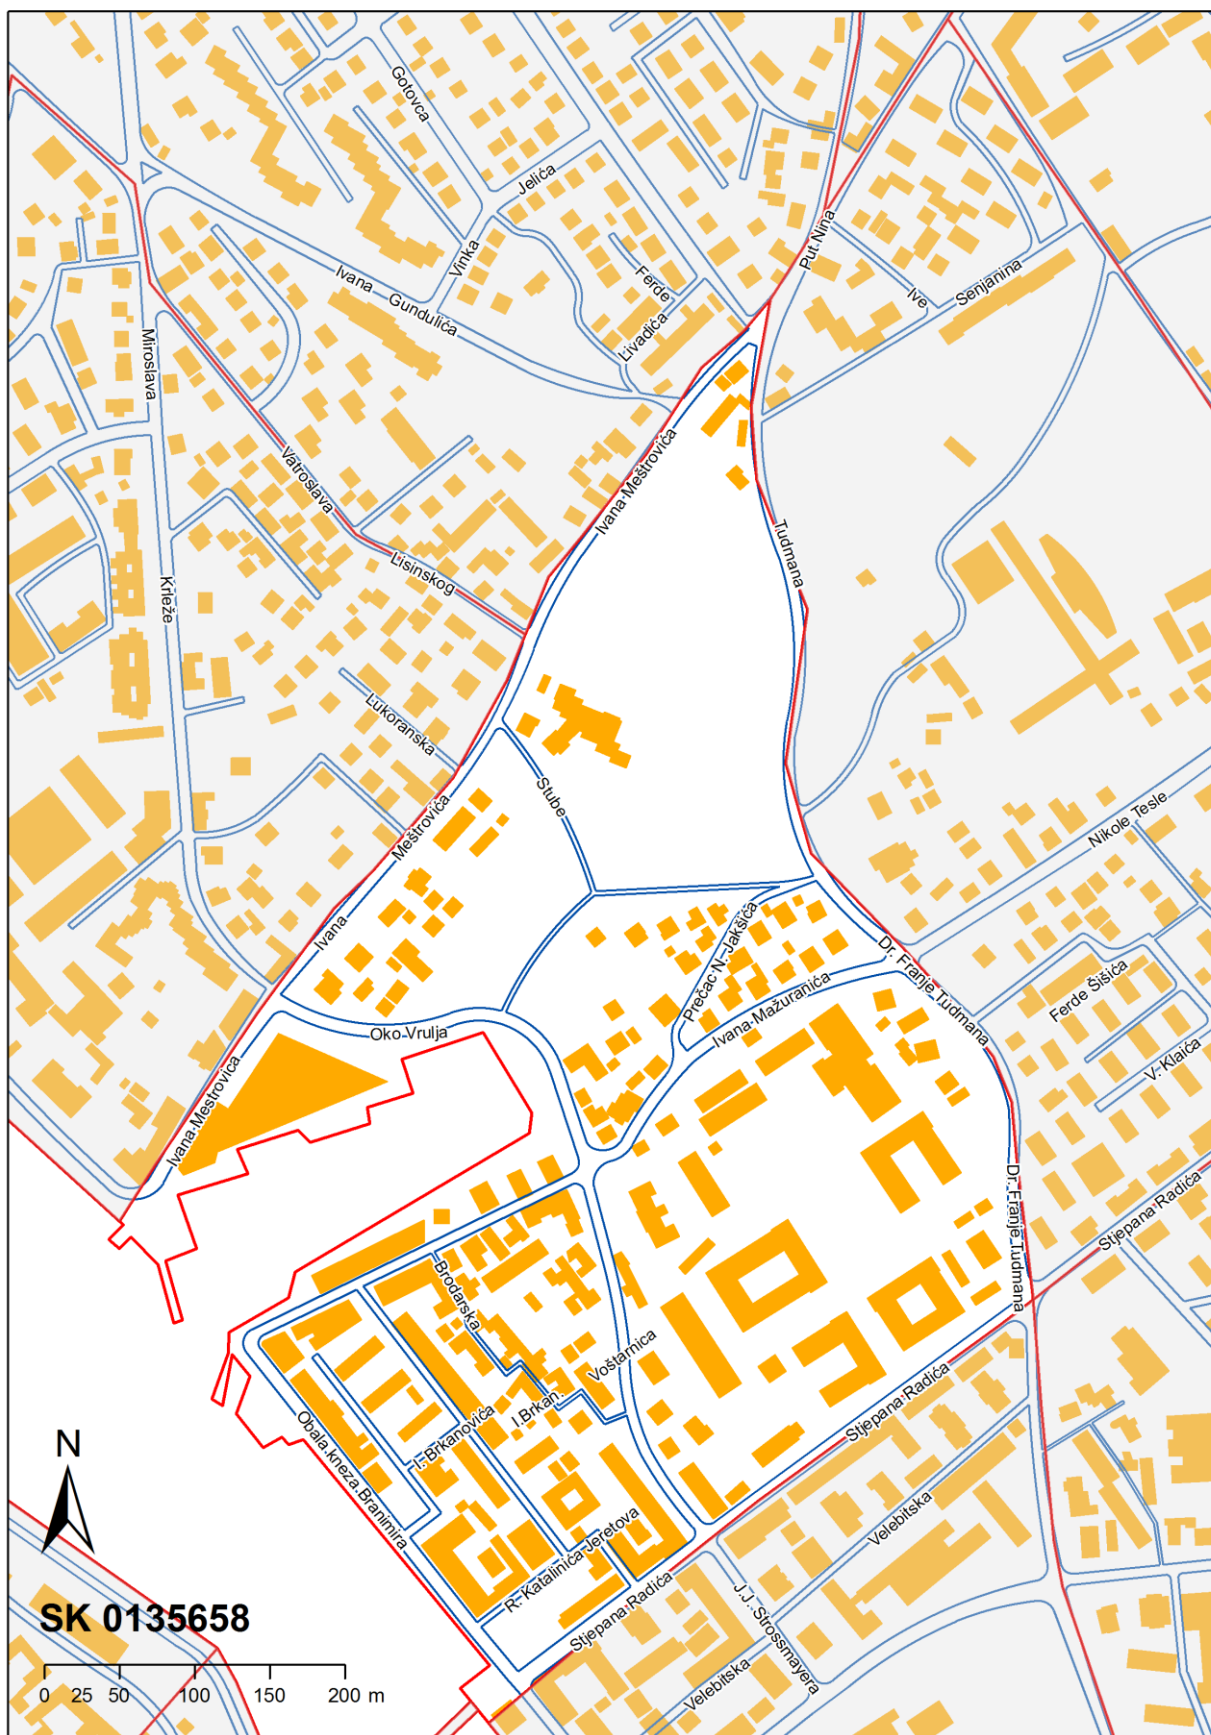 Gotovca
Jelića
Vinka
Put Nina
Ferde
Ive
Senjanina
Ivana
Gundulića
Livadića
Miroslava
Ivana Meštrovića
Vatroslava
Tuđmana
Lisinskog
Krleže
Lukoranska
Stube
Meštrovića
Nikole Tesle
Ivana
Prečac N. Jakšića
Dr. Franje Tuđmana
Ferde Šišića
Ivana Mažuranića
Oko Vrulja
V. Klaića
Ivana Mestrovića
Dr. Franje Tuđmana
Stjepana Radića
Brodarska
Voštarnica
I.Brkan.
Stjepana Radića
I. Brkanovića
Obala kneza Branimira
N
Velebitska
R. Katalinića Jeretova
Stjepana Radića
J.J. Strossmayera
SK 0135658
Velebitska
0 25 50 100 150 200 m